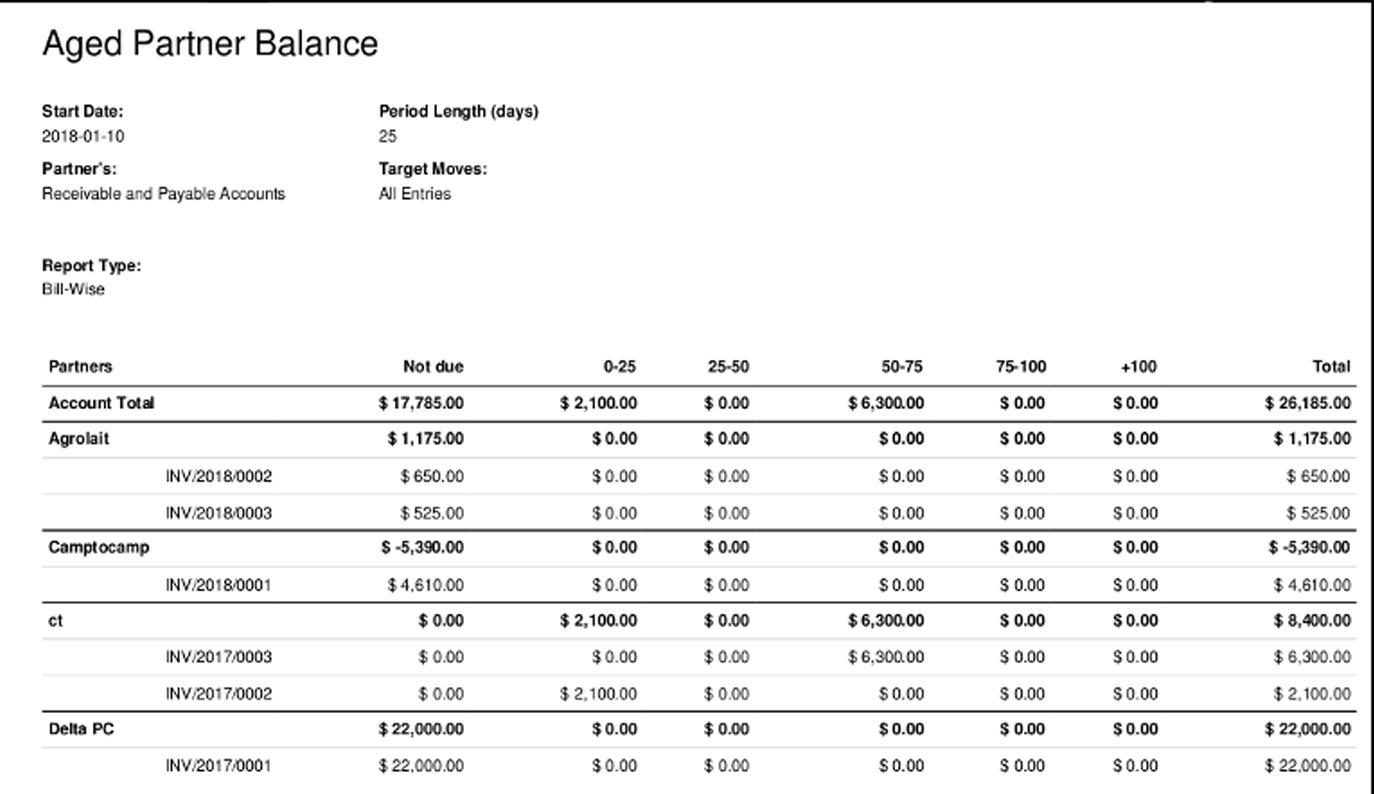 Aged Partner Balance
Start Date: Period Length (days)
2018-01-10 25
Partner's: Target Moves:
Receivable and Payable Accounts All Entries
Report Type:
Bill-Wise
Partners Not due 0-25 25-50 50-75 75-100 +100 Total
Account Total $ 17,785.00 $ 2,100.00 $ 0.00 $ 6,300.00 $ 0.00 $ 0.00 $ 26,185.00
Agrolait $ 1,175.00 $ 0.00 $ 0.00 $ 0.00 $ 0.00 $ 0.00 $ 1,175.00
INV/2018/0002 $ 650.00 $ 0.00 $ 0.00 $ 0.00 $ 0.00 $ 0.00 $ 650.00
INV/2018/0003 $ 525.00 $ 0.00 $ 0.00 $ 0.00 $ 0.00 $ 0.00 $ 525.00
Camptocamp $ -5,390.00 $ 0.00 $ 0.00 $ 0.00 $ 0.00 $ 0.00 $ -5,390.00
INV/2018/0001 $ 4,610.00 $ 0.00 $ 0.00 $ 0.00 $ 0.00 $ 0.00 $ 4,610.00
ct $ 0.00 $ 2,100.00 $ 0.00 $ 6,300.00 $ 0.00 $ 0.00 $ 8,400.00
INV/2017/0003 $ 0.00 $ 0.00 $ 0.00 $ 6,300.00 $ 0.00 $ 0.00 $ 6,300.00
INV/2017/0002 $ 0.00 $ 2,100.00 $ 0.00 $ 0.00 $ 0.00 $ 0.00 $ 2,100.00
Delta PC $ 22,000.00 $ 0.00 $ 0.00 $ 0.00 $ 0.00 $ 0.00 $ 22,000.00
INV/2017/0001 $ 22,000.00 $ 0.00 $ 0.00 $ 0.00 $ 0.00 $ 0.00 $ 22,000.00